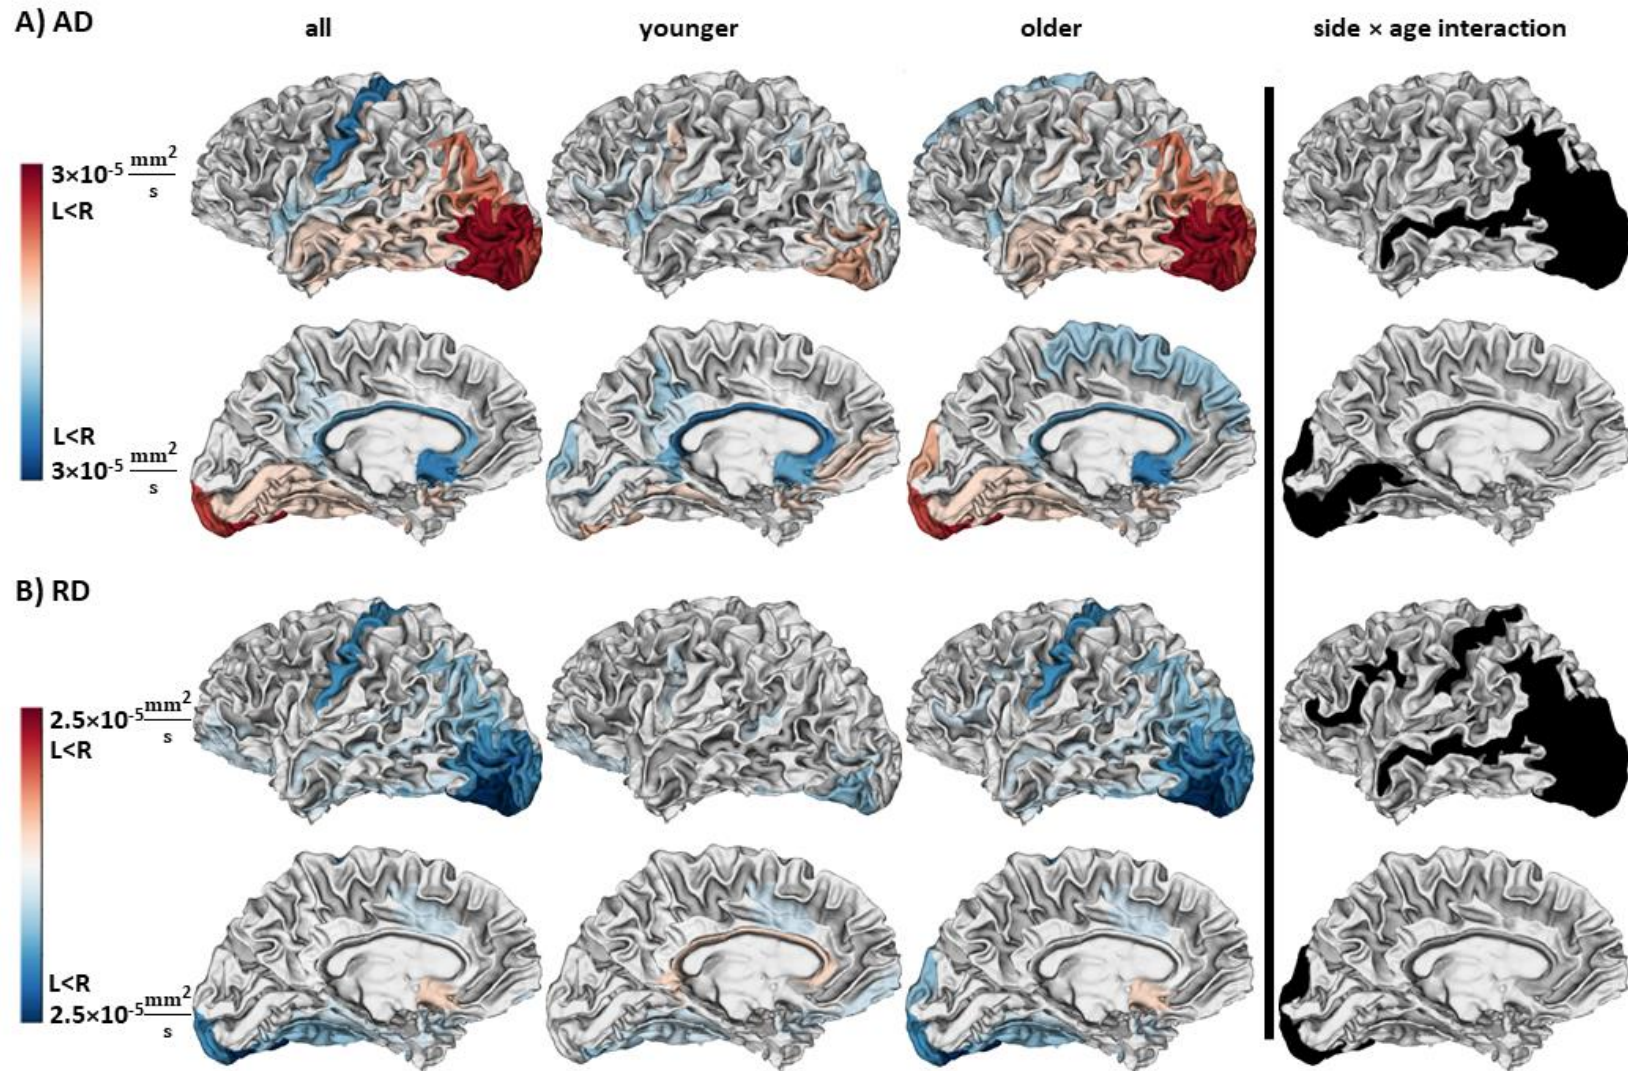 A) AD
all
younger
older
side × age interaction
3×10⁻⁵ mm²/s
L<R
L<R
3×10⁻⁵ mm²/s
B) RD
2.5×10⁻⁵ mm²/s
L<R
L<R
2.5×10⁻⁵ mm²/s